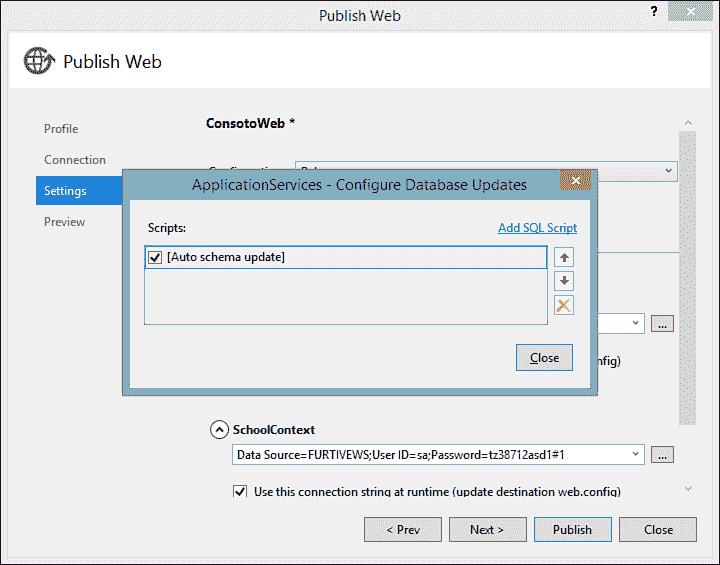 Publish Web
?
Publish Web
Profile
Connection
Settings
Preview
ConsotoWeb *
ApplicationServices - Configure Database Updates
Scripts:
Add SQL Script
[Auto schema update]
Close
...
SchoolContext
Data Source=FURTIVEWS;User ID=sa;Password=tz38712asd1#1
...
Use this connection string at runtime (update destination web.config)
< Prev
Next >
Publish
Close